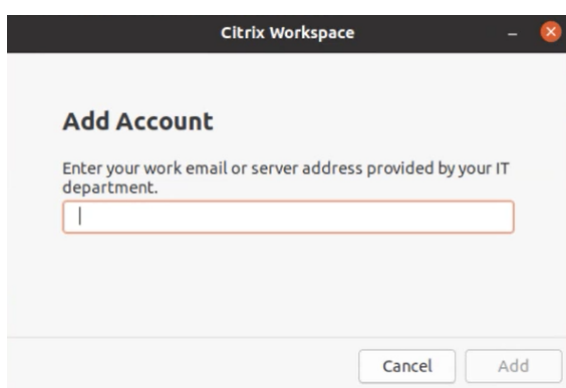 Citrix Workspace
Add Account
Enter your work email or server address provided by your IT
department.
Cancel
Add